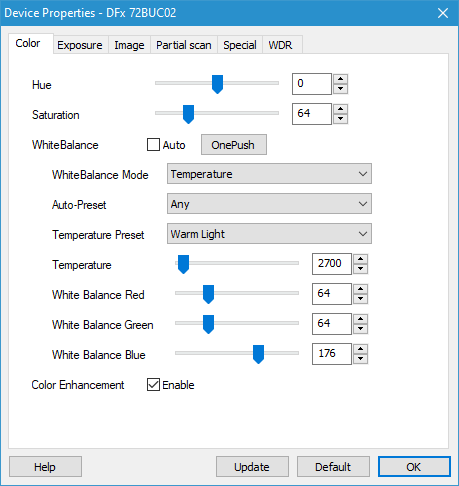 Device Properties - DFx 72BUC02
Color Exposure Image Partial scan Special WDR
Hue 0
Saturation 64
WhiteBalance Auto OnePush
WhiteBalance Mode Temperature
Auto-Preset Any
Temperature Preset Warm Light
Temperature 2700
White Balance Red 64
White Balance Green 64
White Balance Blue 176
Color Enhancement Enable
Help Update Default OK